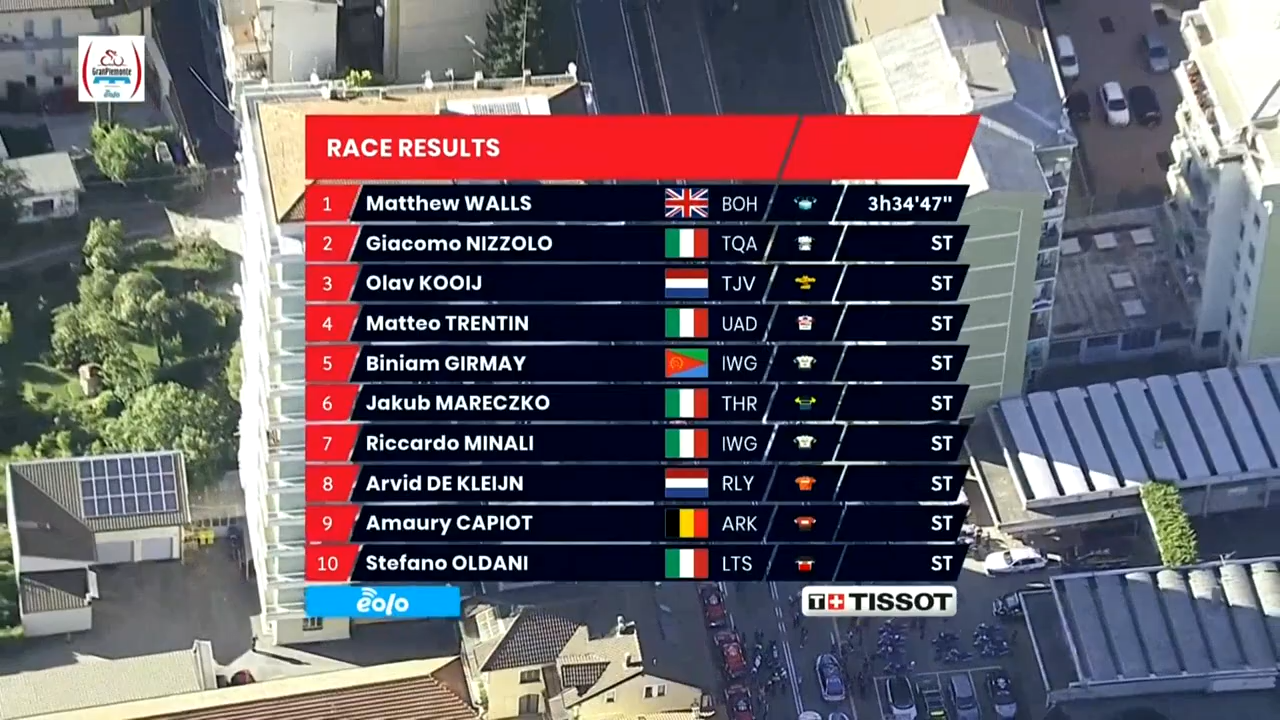 GranPiemonte
eolo
RACE RESULTS
1 Matthew WALLS BOH 3h34'47"
2 Giacomo NIZZOLO TQA ST
3 Olav KOOIJ TJV ST
4 Matteo TRENTIN UAD ST
5 Biniam GIRMAY IWG ST
6 Jakub MARECZKO THR ST
7 Riccardo MINALI IWG ST
8 Arvid DE KLEIJN RLY ST
9 Amaury CAPIOT ARK ST
10 Stefano OLDANI LTS ST
eolo
T+ TISSOT